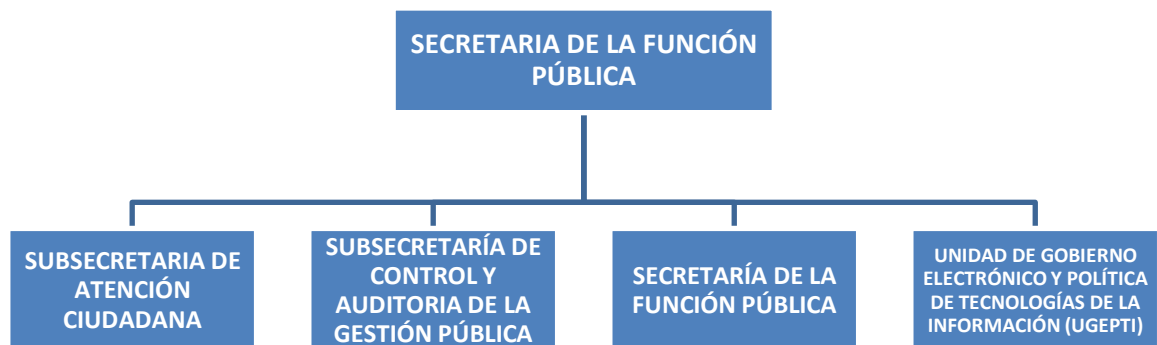 SECRETARIA DE LA FUNCIÓN
PÚBLICA
SUBSECRETARIA DE
ATENCIÓN
CIUDADANA
SUBSECRETARÍA DE
CONTROL Y
AUDITORIA DE LA
GESTIÓN PÚBLICA
SECRETARÍA DE LA
FUNCIÓN PÚBLICA
UNIDAD DE GOBIERNO
ELECTRÓNICO Y POLÍTICA
DE TECNOLOGÍAS DE LA
INFORMACIÓN (UGEPTI)